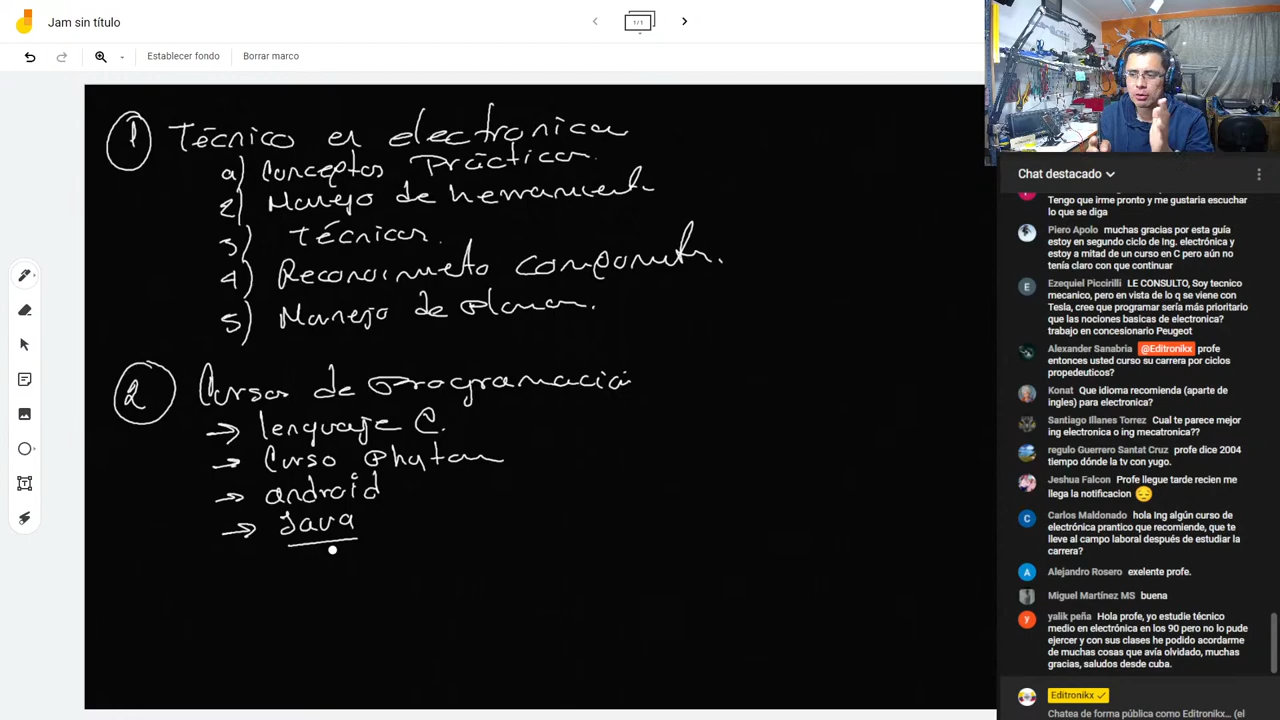 Jam sin título
1/1
Establecer fondo
Borrar marco
1 Técnico en electronica
a) Conceptos Prácticos.
2) Manejo de herramient
3) Técnicas.
4) Reconocimieto component.
5) Manejo de planos.
2 Cursos de programación
→ lenguaje C.
→ Curso Phyton
→ android
→ Java
Chat destacado
Tengo que irme pronto y me gustaria escuchar
lo que se diga
Piero Apolo muchas gracias por esta guía
estoy en segundo ciclo de Ing. electrónica y
estoy a mitad de un curso en C pero aún no
tenía claro con que continuar
E Ezequiel Piccirilli LE CONSULTO, Soy tecnico
mecanico, pero en vista de lo q se viene con
Tesla, cree que programar sería más prioritario
que las nociones basicas de electronica?
trabajo en concesionario Peugeot
Alexander Sanabria @Editronikx profe
entonces usted curso su carrera por ciclos
propedeuticos?
Konat Que idioma recomienda (aparte de
ingles) para electronica?
Santiago Illanes Torrez Cual te parece mejor
ing electronica o ing mecatronica??
regulo Guerrero Santat Cruz profe dice 2004
tiempo dónde la tv con yugo.
Jeshua Falcon Profe llegue tarde recien me
llega la notificacion
C Carlos Maldonado hola Ing algún curso de
electrónica prantico que recomiende, que te
lleve al campo laboral después de estudiar la
carrera?
A Alejandro Rosero exelente profe.
Miguel Martínez MS buena
y yalik peña Hola profe, yo estudie técnico
medio en electrónica en los 90 pero no lo pude
ejercer y con sus clases he podido acordarme
de muchas cosas que avía olvidado, muchas
gracias, saludos desde cuba.
Editronikx
Chatea de forma pública como Editronikx... (el